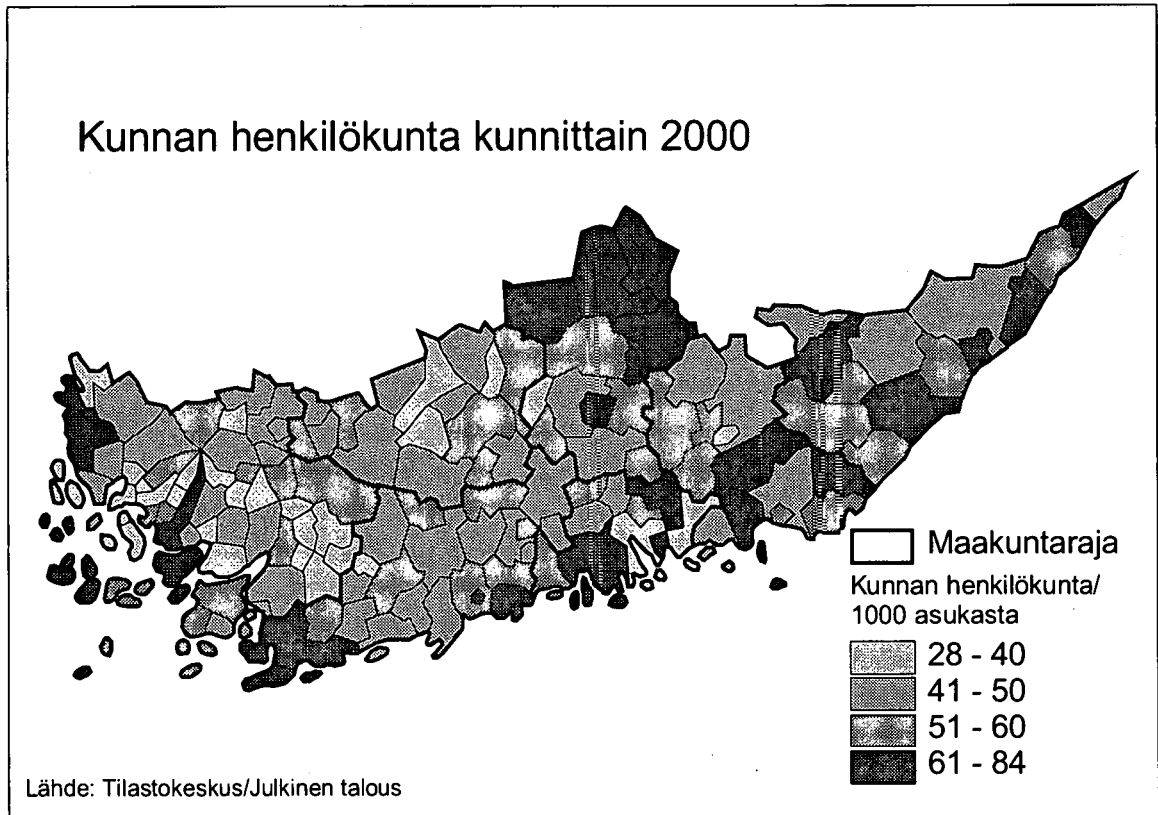 Kunnan henkilökunta kunnittain 2000
Maakuntaraja
Kunnan henkilökunta/
1000 asukasta
28 - 40
41 - 50
51 - 60
61 - 84
Lähde: Tilastokeskus/Julkinen talous